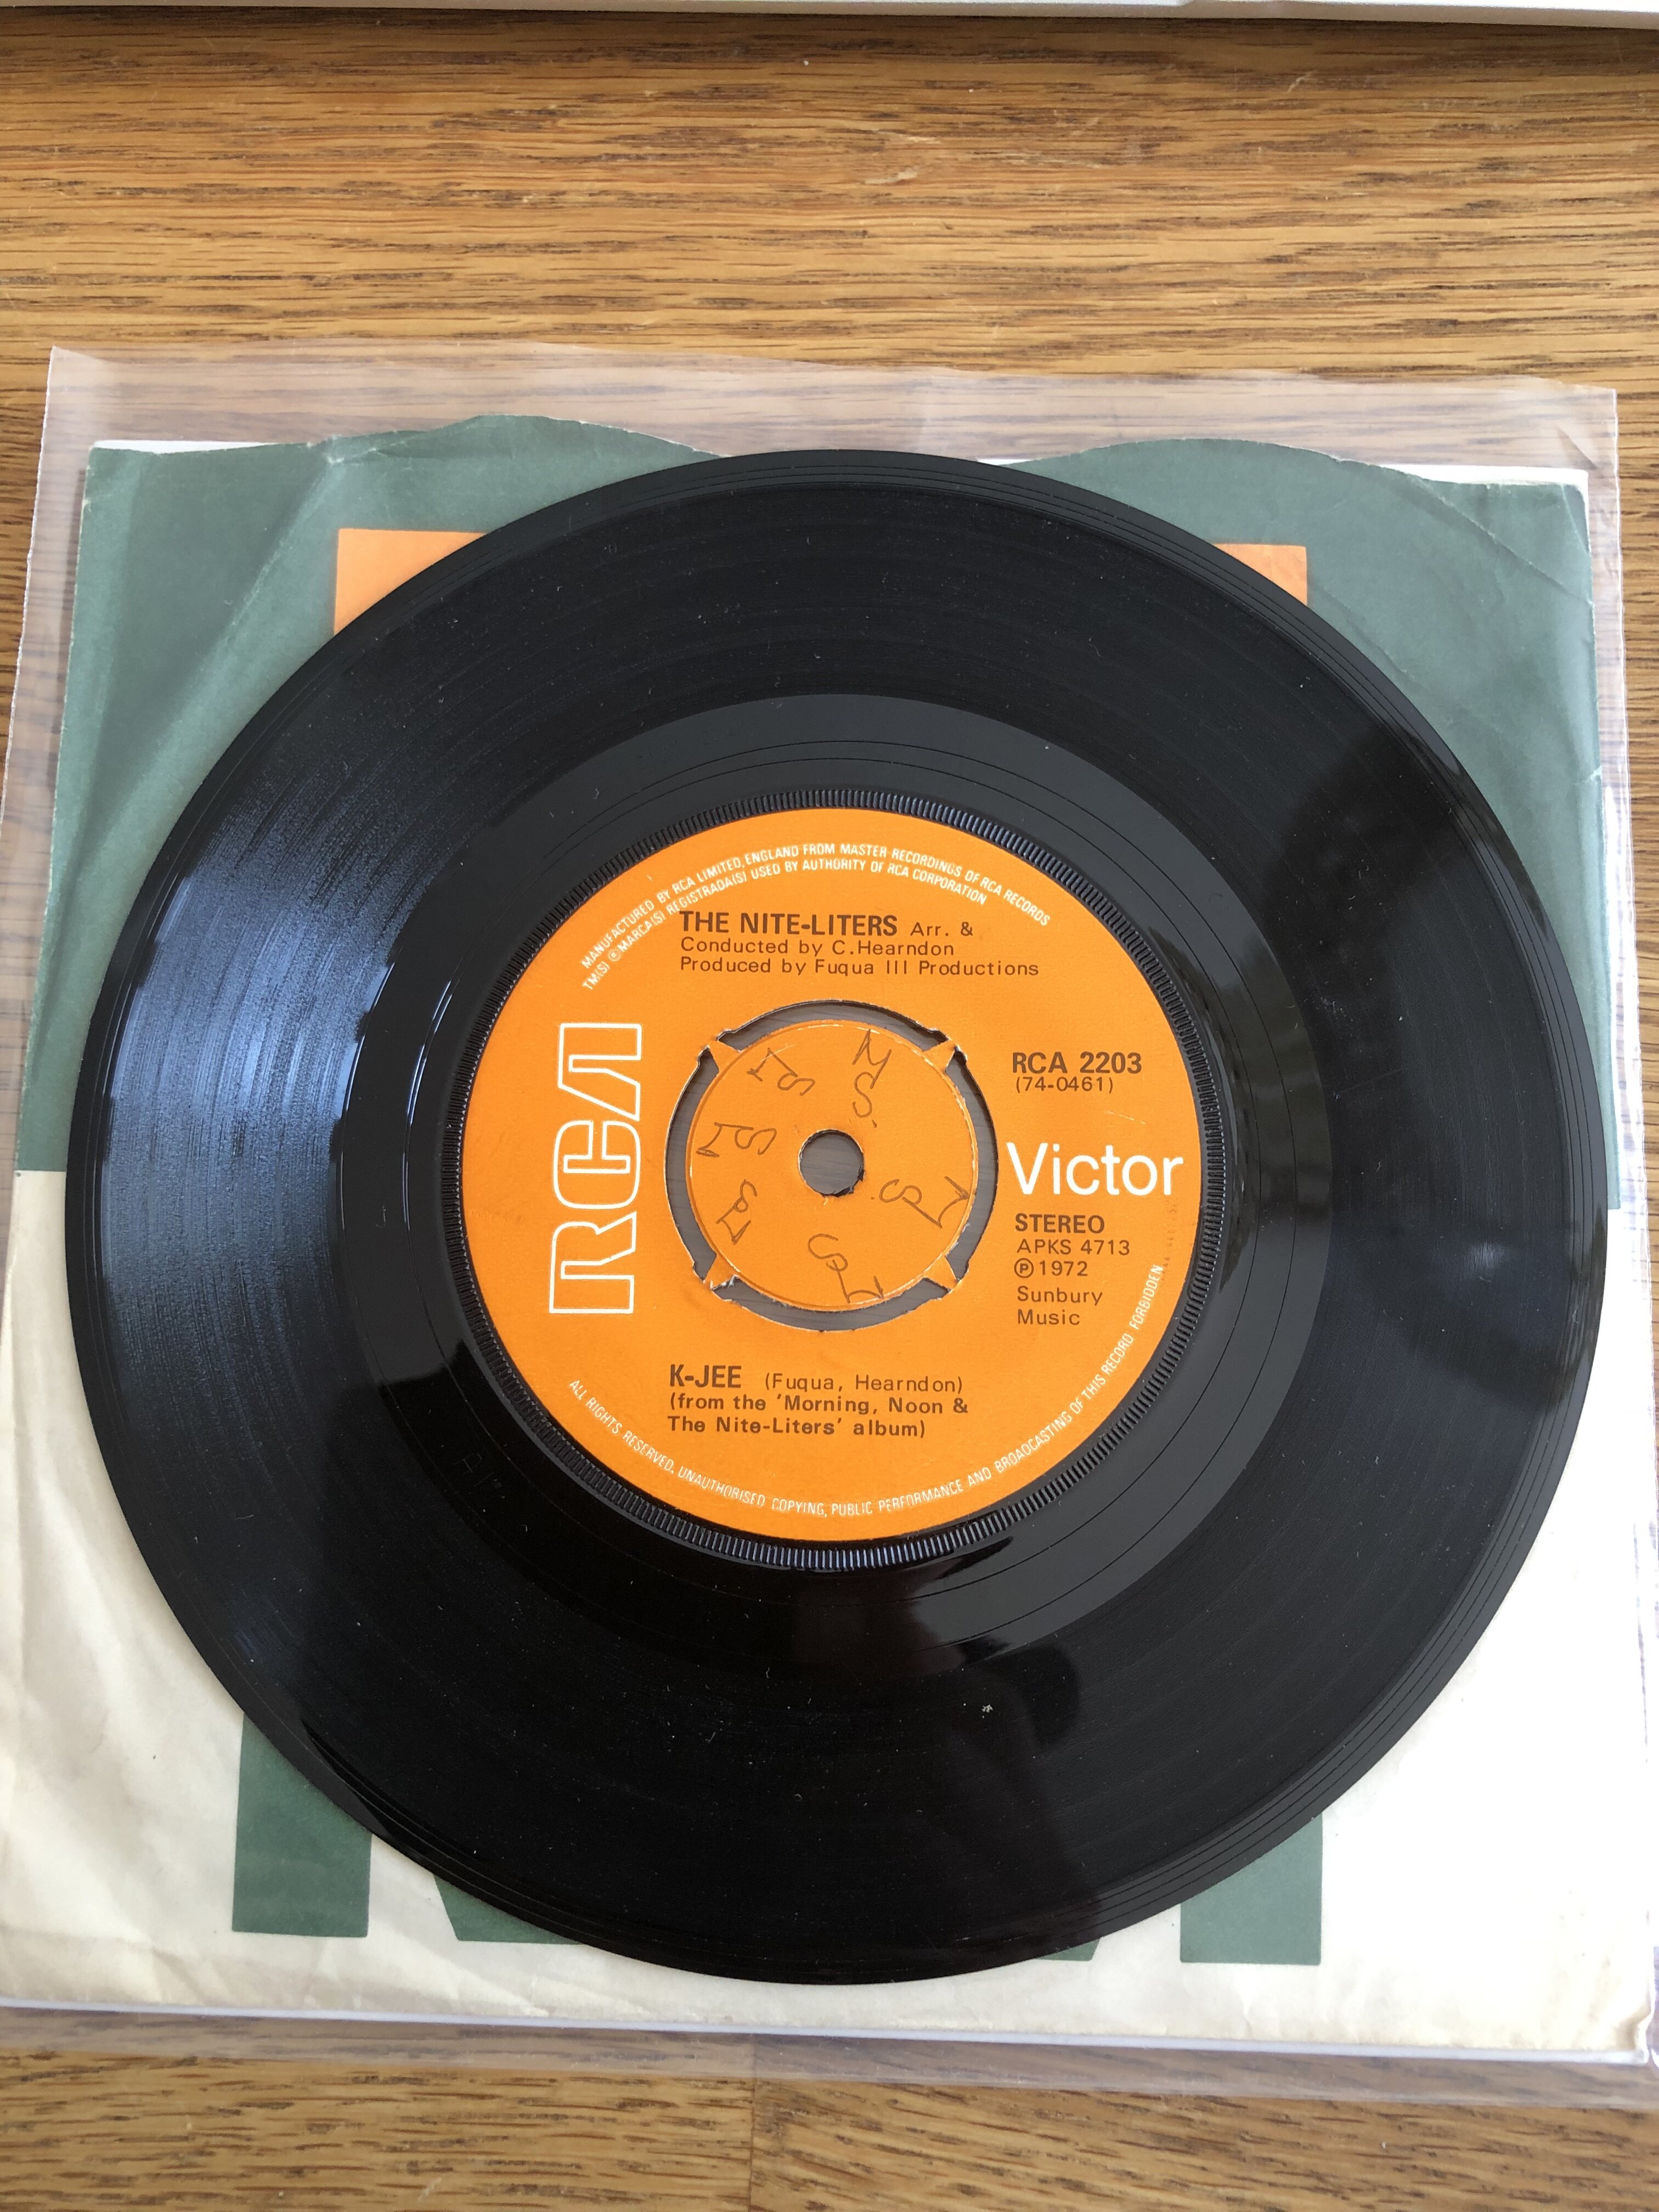 MANUFACTURED BY RCA LIMITED, ENGLAND FROM MASTER RECORDINGS OF RCA RECORDS
TM(S) ® MARCA(S) REGISTRADA(S) USED BY AUTHORITY OF RCA CORPORATION
THE NITE-LITERS Arr. &
Conducted by C.Hearndon
Produced by Fuqua III Productions
RCA
RCA 2203
(74-0461)
Victor
STEREO
APKS 4713
Ⓟ 1972
Sunbury
Music
K-JEE (Fuqua, Hearndon)
(from the 'Morning, Noon &
The Nite-Liters' album)
ALL RIGHTS RESERVED. UNAUTHORISED COPYING, PUBLIC PERFORMANCE AND BROADCASTING OF THIS RECORD FORBIDDEN.